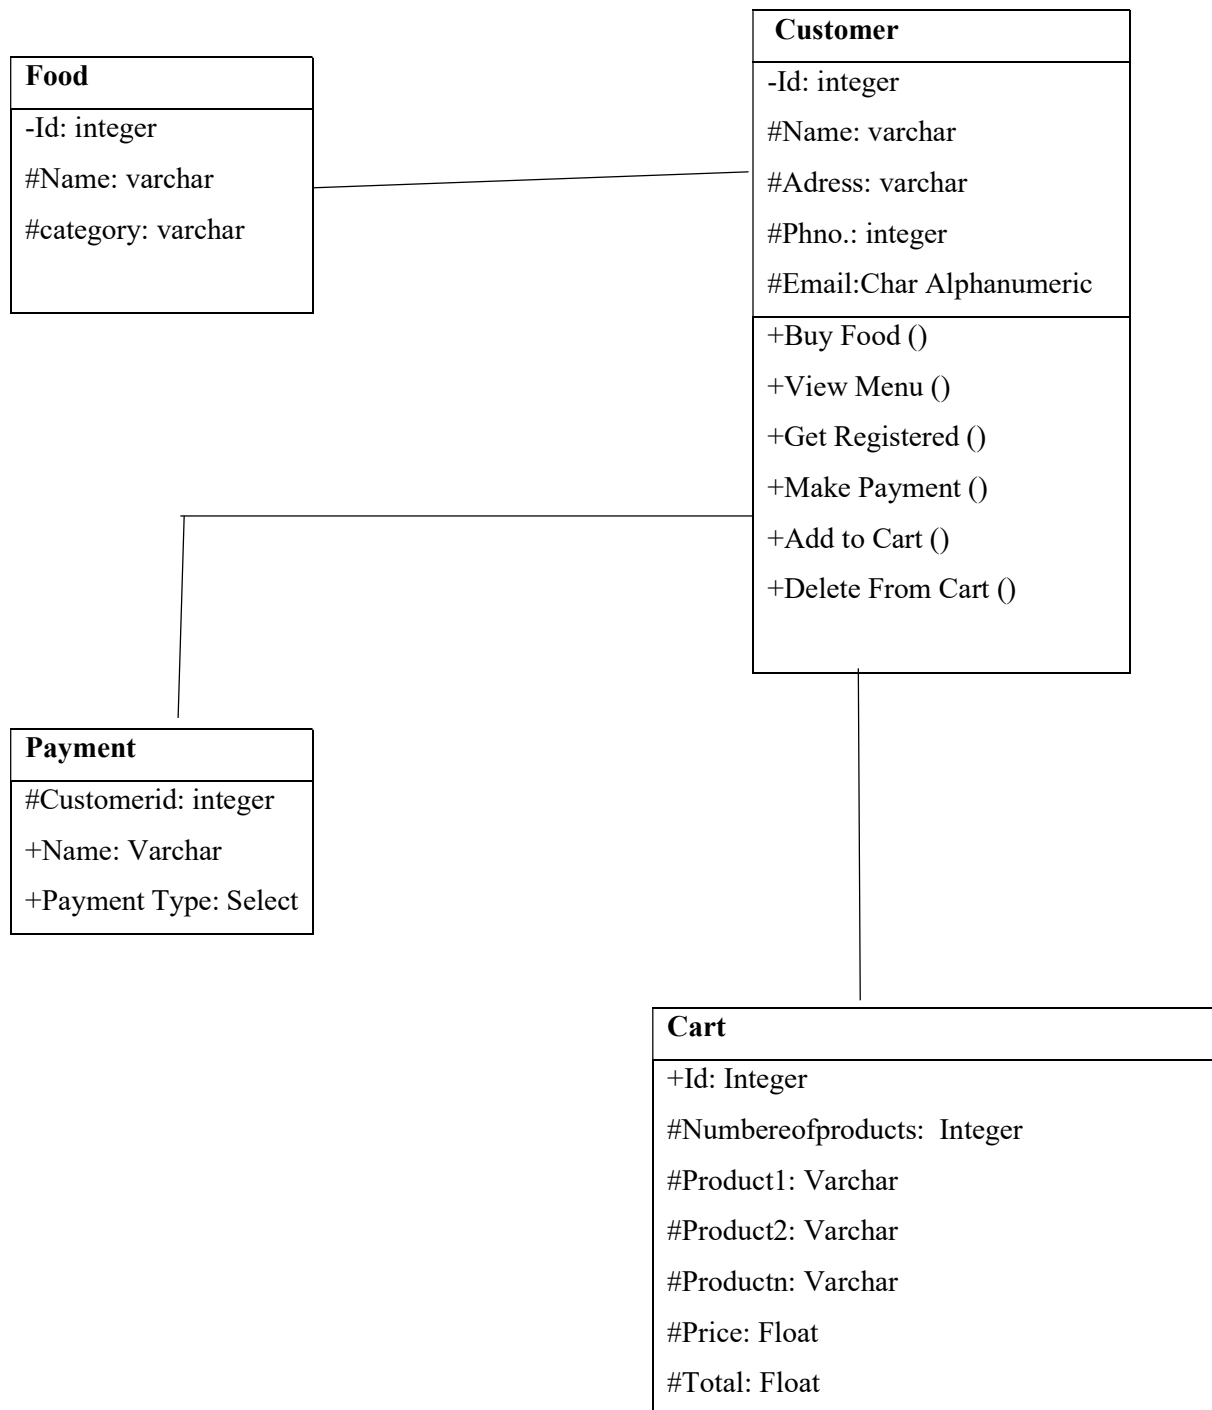 Customer
-Id: integer
#Name: varchar
#Adress: varchar
#Phno.: integer
#Email:Char Alphanumeric
+Buy Food ()
+View Menu ()
+Get Registered ()
+Make Payment ()
+Add to Cart ()
+Delete From Cart ()
Food
-Id: integer
#Name: varchar
#category: varchar
Payment
#Customerid: integer
+Name: Varchar
+Payment Type: Select
Cart
+Id: Integer
#Numbereofproducts:  Integer
#Product1: Varchar
#Product2: Varchar
#Productn: Varchar
#Price: Float
#Total: Float